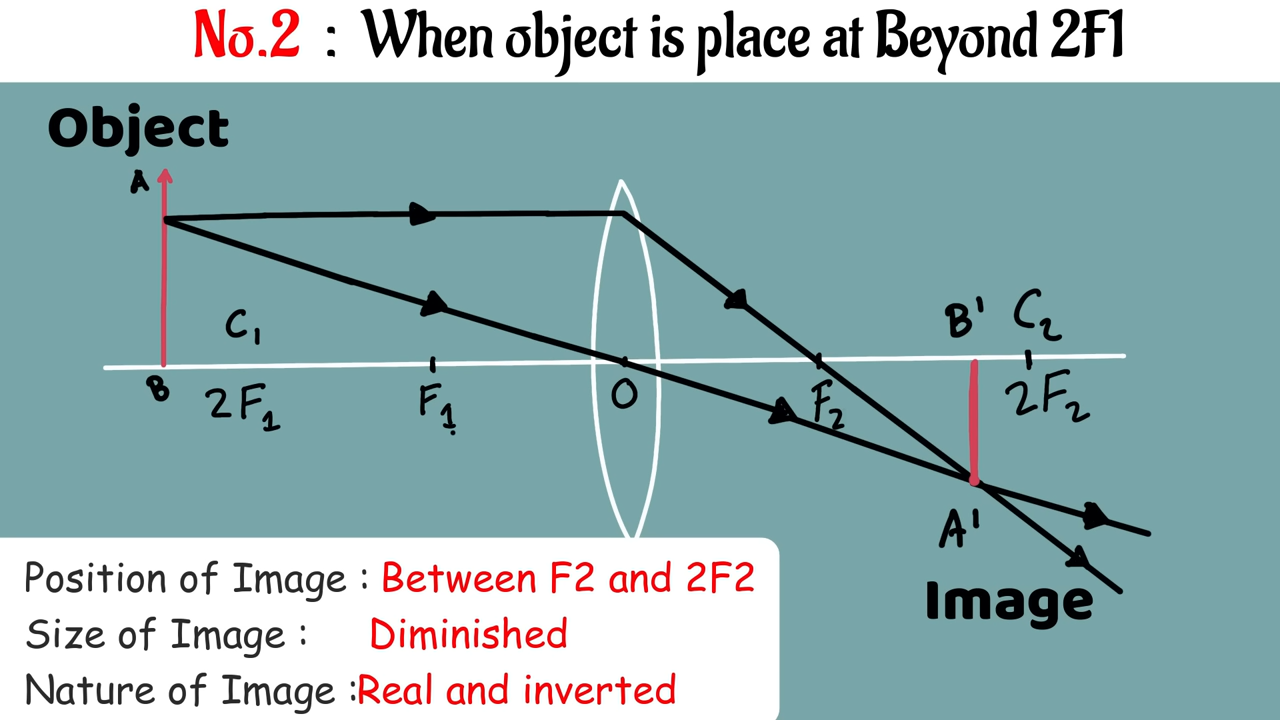 No.2 : When object is place at Beyond 2F1
Object
A
C₁
B' C₂
B 2F₁ F₁ O F₂ 2F₂
A'
Image
Position of Image : Between F2 and 2F2
Size of Image : Diminished
Nature of Image :Real and inverted